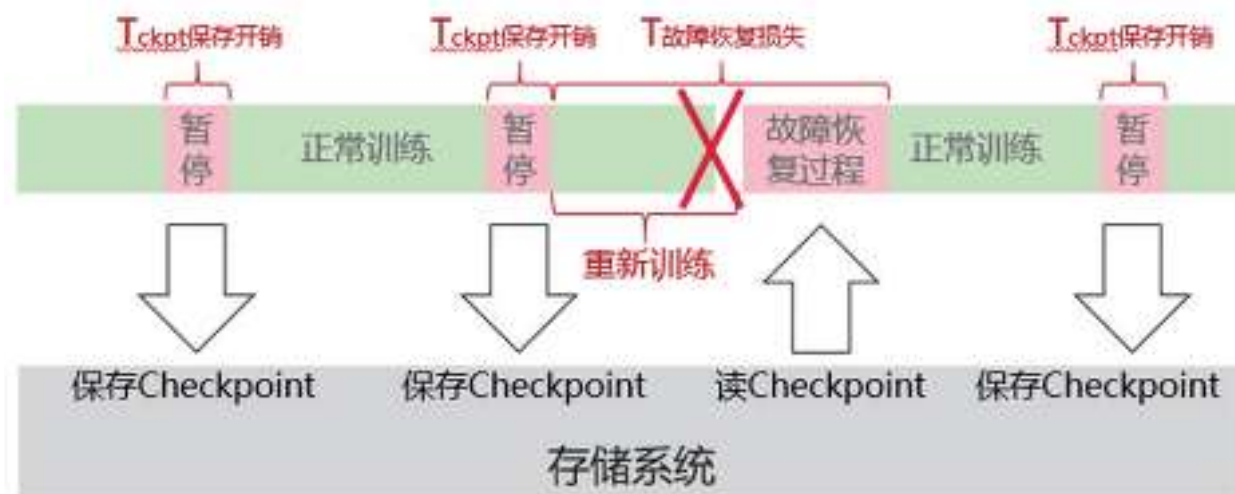 Tckpt保存开销
Tckpt保存开销
T故障恢复损失
Tckpt保存开销
暂停
正常训练
暂停
故障恢
复过程
正常训练
暂停
重新训练
保存Checkpoint
保存Checkpoint
读Checkpoint
保存Checkpoint
存储系统